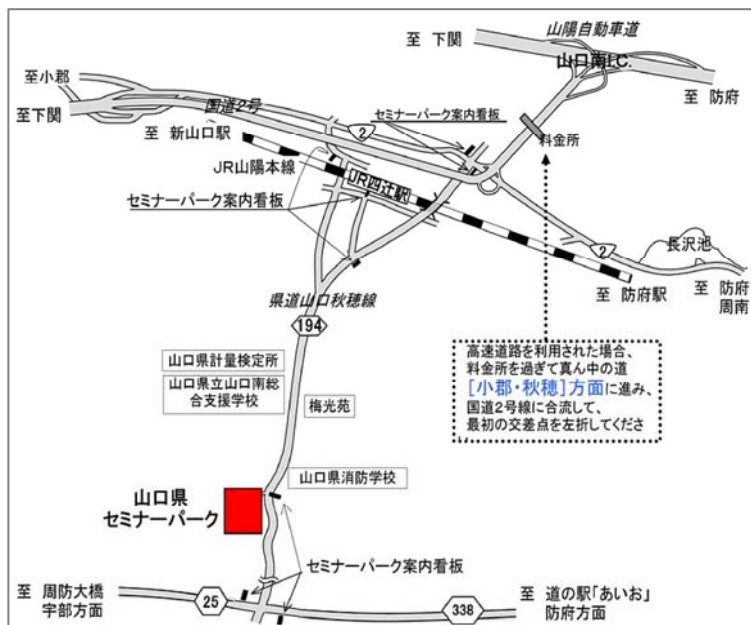 山陽自動車道
至 下関
山口南I.C.
至小郡
至 防府
国道2号
セミナーパーク案内看板
至下関
至 新山口駅
2
料金所
JR山陽本線
JR四辻駅
セミナーパーク案内看板
長沢池
2
至 防府駅
至 防府
周南
県道山口秋穂線
194
高速道路を利用された場合、
料金所を過ぎて真ん中の道
[小郡・秋穂]方面に進み、
国道2号線に合流して、
最初の交差点を左折してくださ
山口県計量検定所
山口県立山口南総
合支援学校
梅光苑
山口県消防学校
山口県
セミナーパーク
セミナーパーク案内看板
至 周防大橋
宇部方面
25
338
至 道の駅「あいお」
防府方面